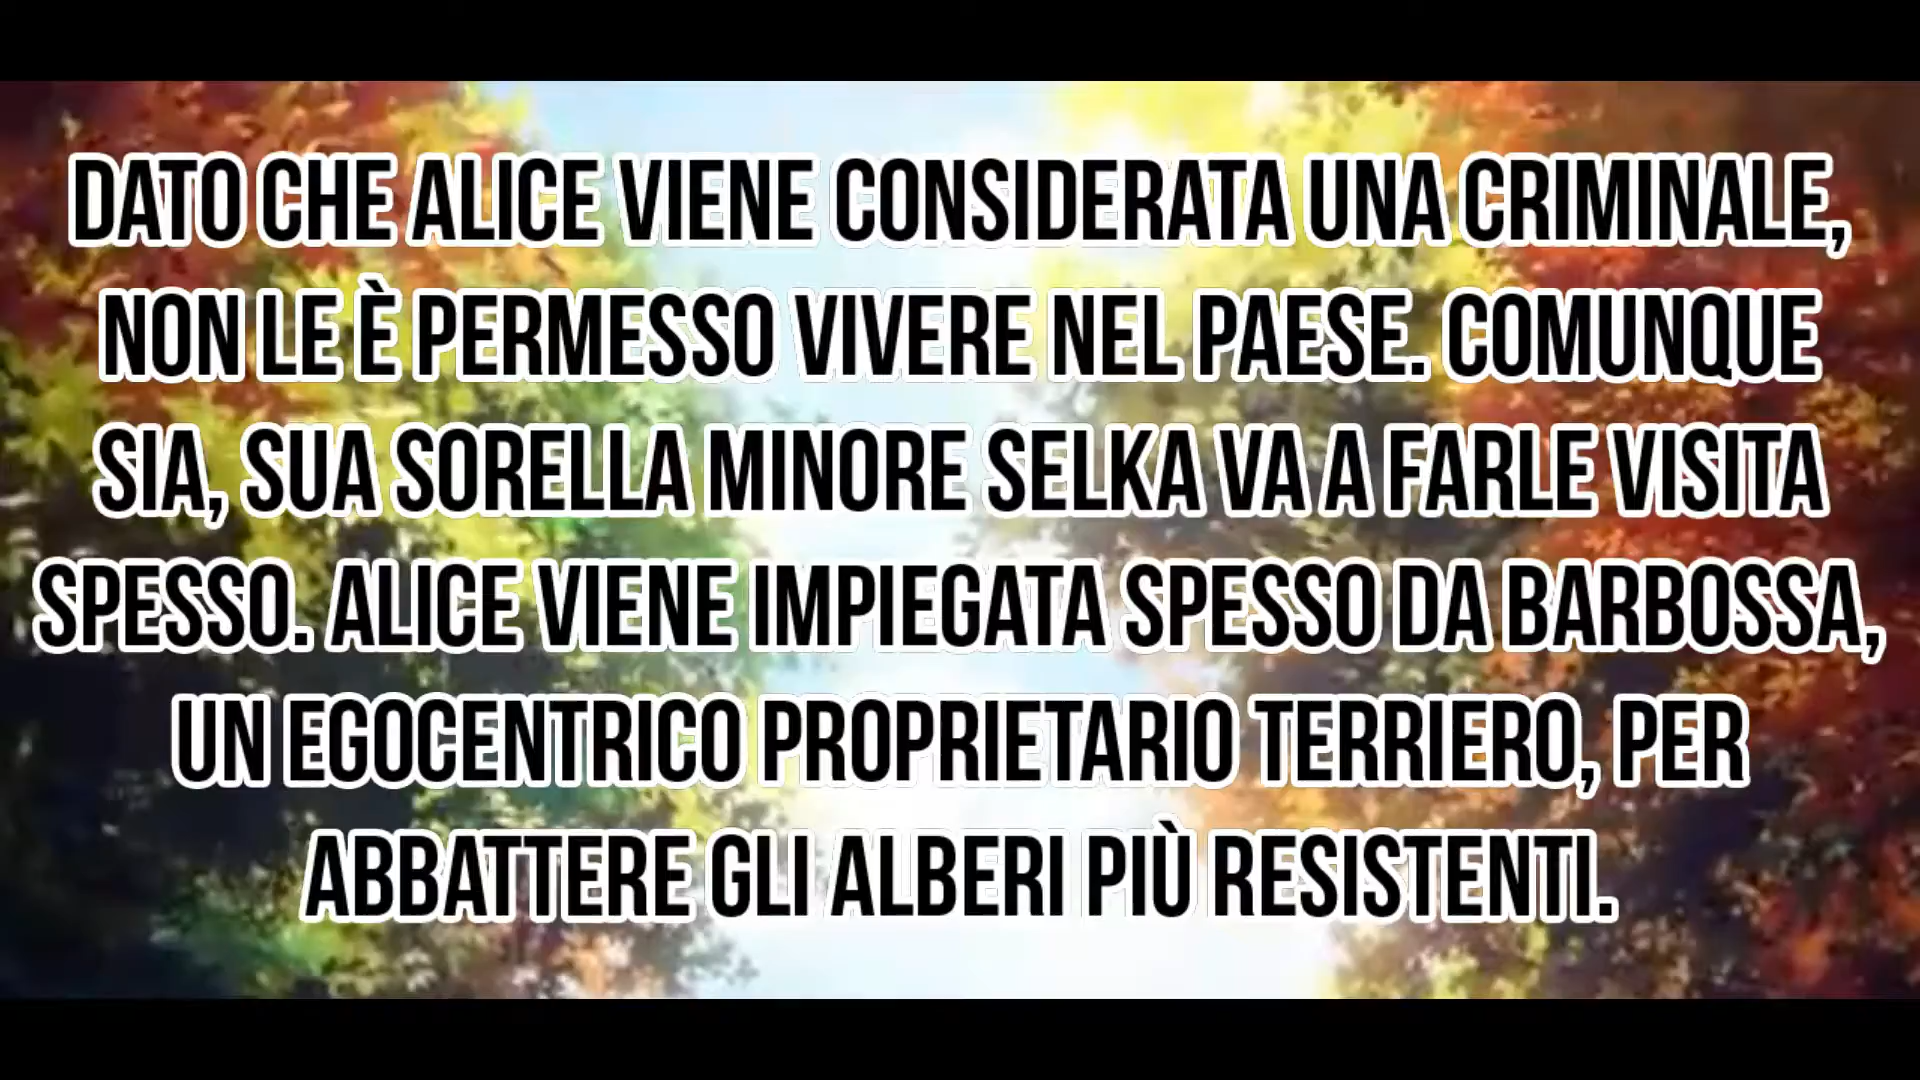 DATO CHE ALICE VIENE CONSIDERATA UNA CRIMINALE,
NON LE È PERMESSO VIVERE NEL PAESE. COMUNQUE
SIA, SUA SORELLA MINORE SELKA VA A FARLE VISITA
SPESSO. ALICE VIENE IMPIEGATA SPESSO DA BARBOSSA,
UN EGOCENTRICO PROPRIETARIO TERRIERO, PER
ABBATTERE GLI ALBERI PIÙ RESISTENTI.